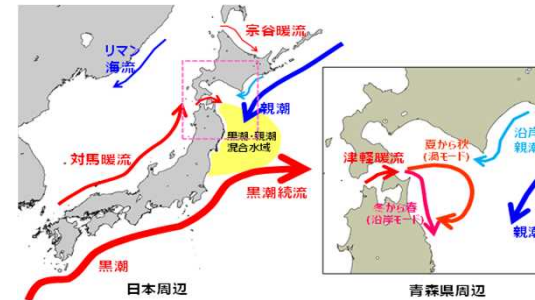 宗谷暖流
リマン
海流
親潮
黒潮・親潮
混合水域
対馬暖流
黒潮続流
黒潮
日本周辺
夏から秋
(渦モード)
沿岸
親潮
津軽暖流
冬から春
(沿岸モード)
親潮
青森県周辺